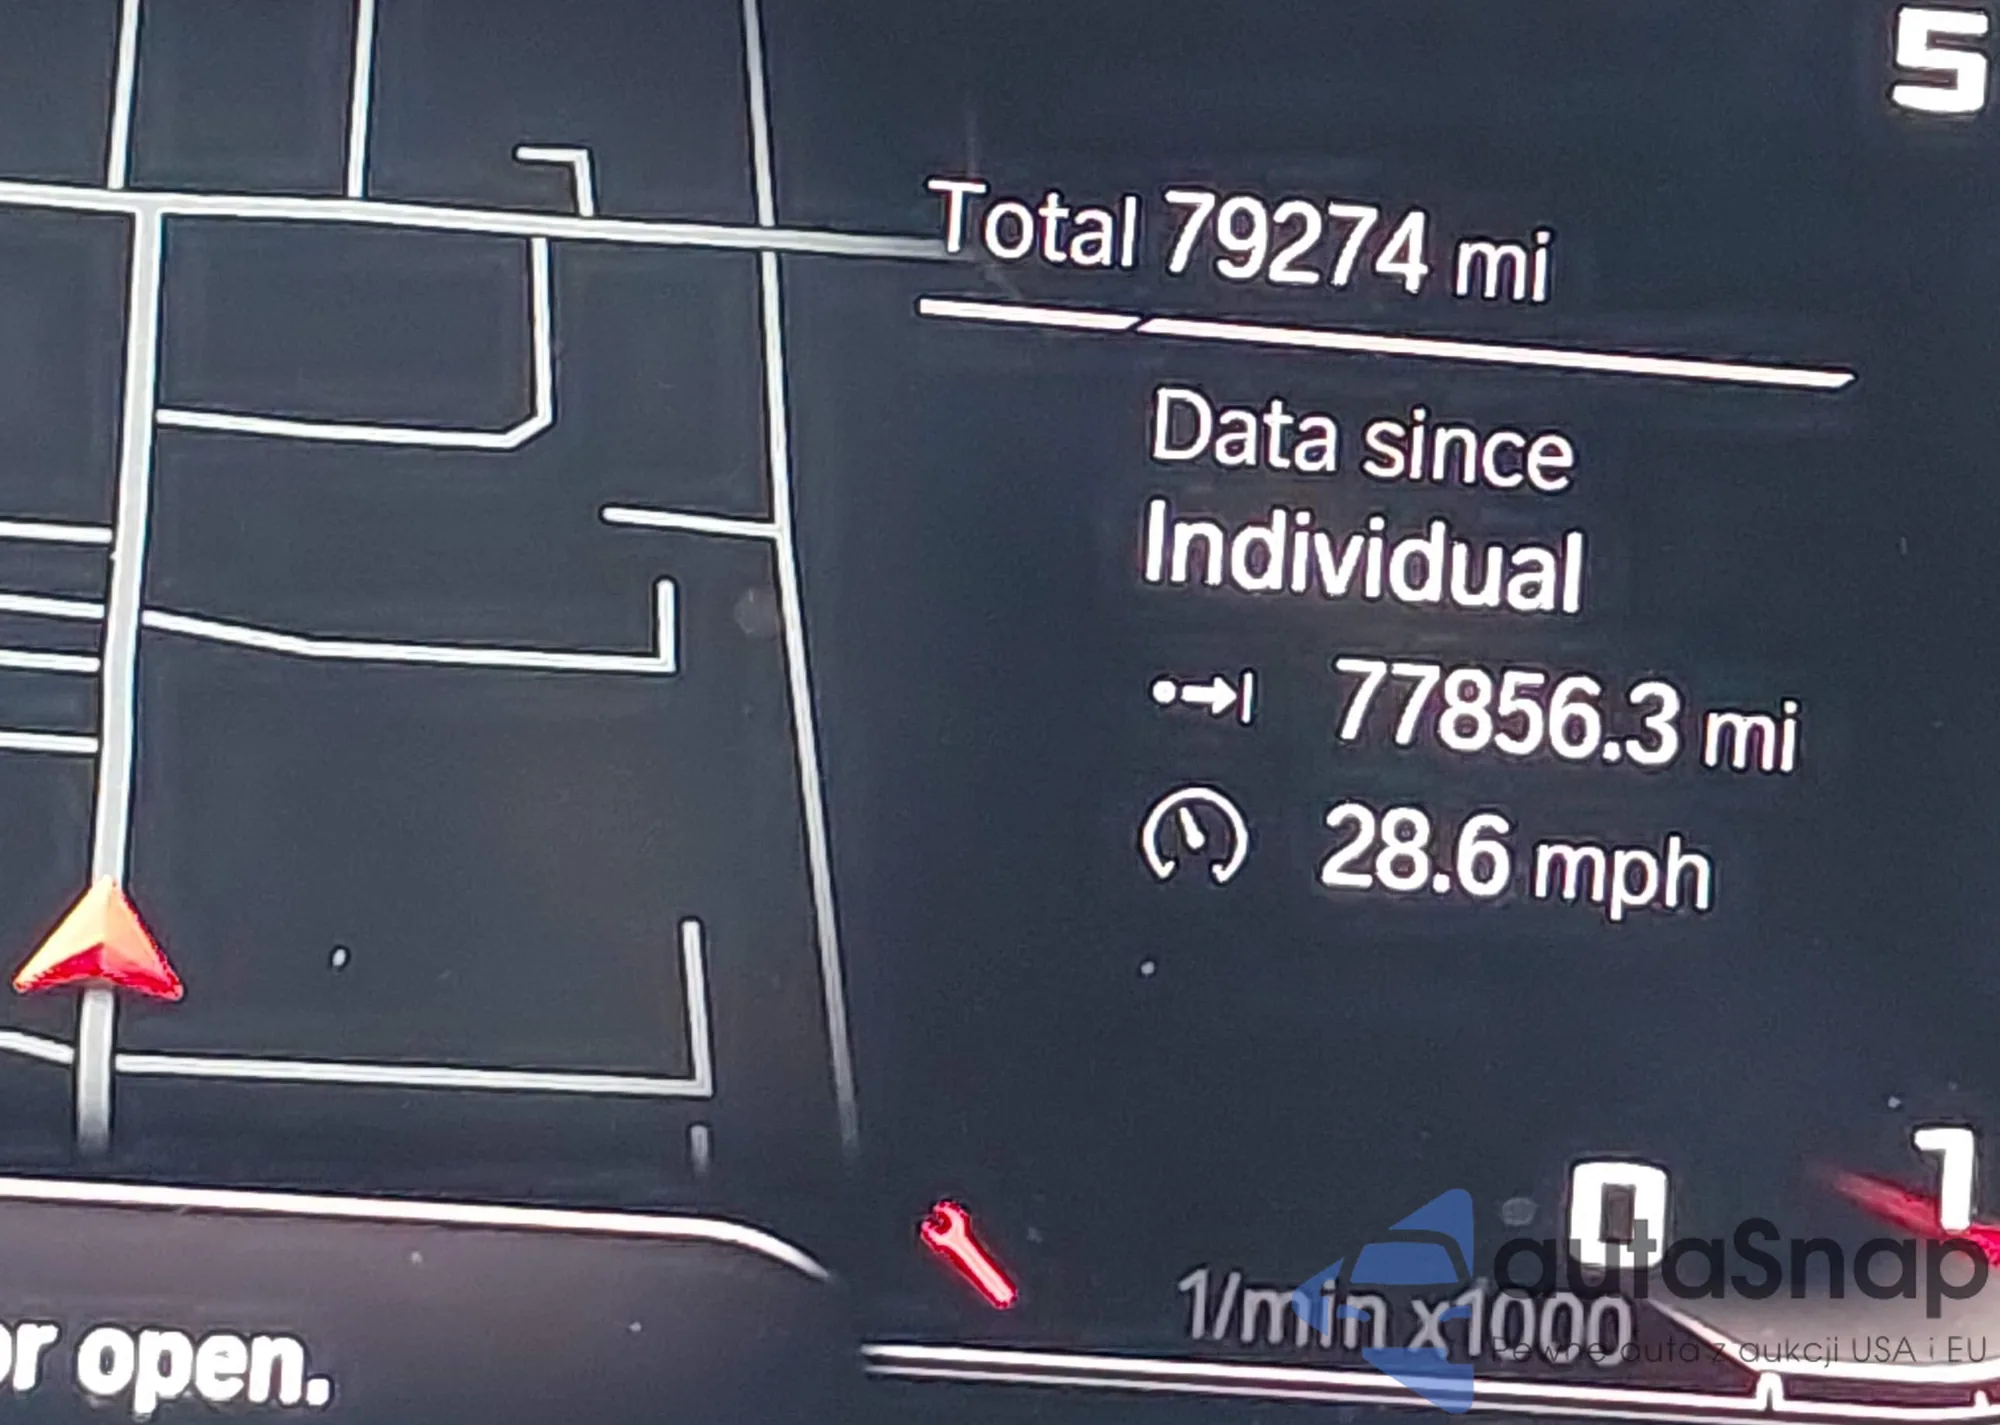 5
Total 79274 mi
Data since
Individual
77856.3 mi
28.6 mph
0
1
1/min x1000
or open.
autaSnap
Pewne auta z aukcji USA i EU